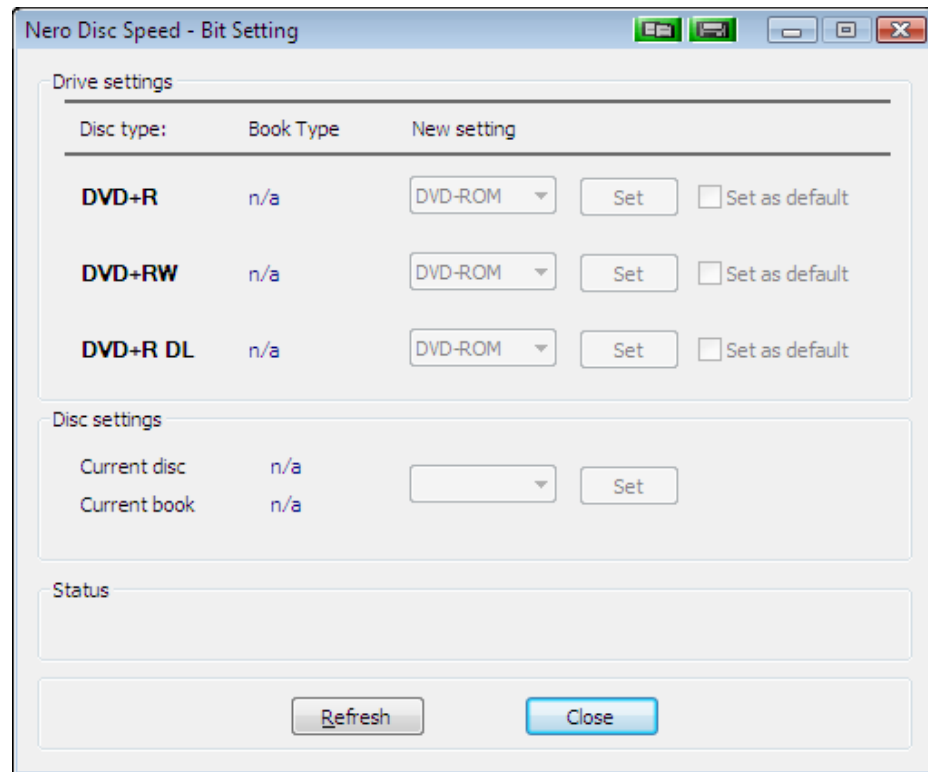 Nero Disc Speed - Bit Setting
Drive settings
Disc type: Book Type New setting
DVD+R n/a DVD-ROM Set Set as default
DVD+RW n/a DVD-ROM Set Set as default
DVD+R DL n/a DVD-ROM Set Set as default
Disc settings
Current disc n/a
Set
Current book n/a
Status
Refresh Close